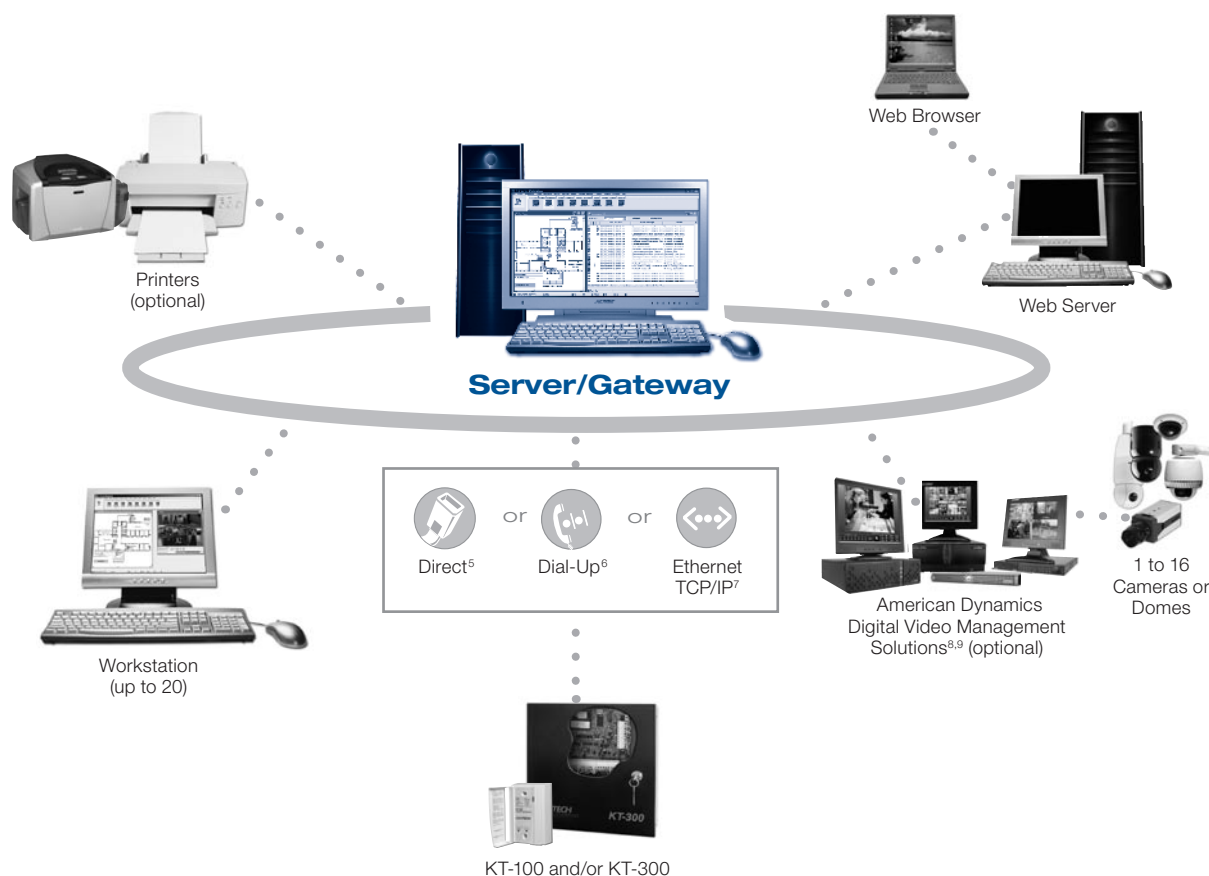 Web Browser
Printers
(optional)
Web Server
Server/Gateway
Direct⁵
or
Dial-Up⁶
or
Ethernet
TCP/IP⁷
Workstation
(up to 20)
American Dynamics
Digital Video Management
Solutions⁸,⁹ (optional)
1 to 16
Cameras or
Domes
TECH
KT-300
KT-100 and/or KT-300